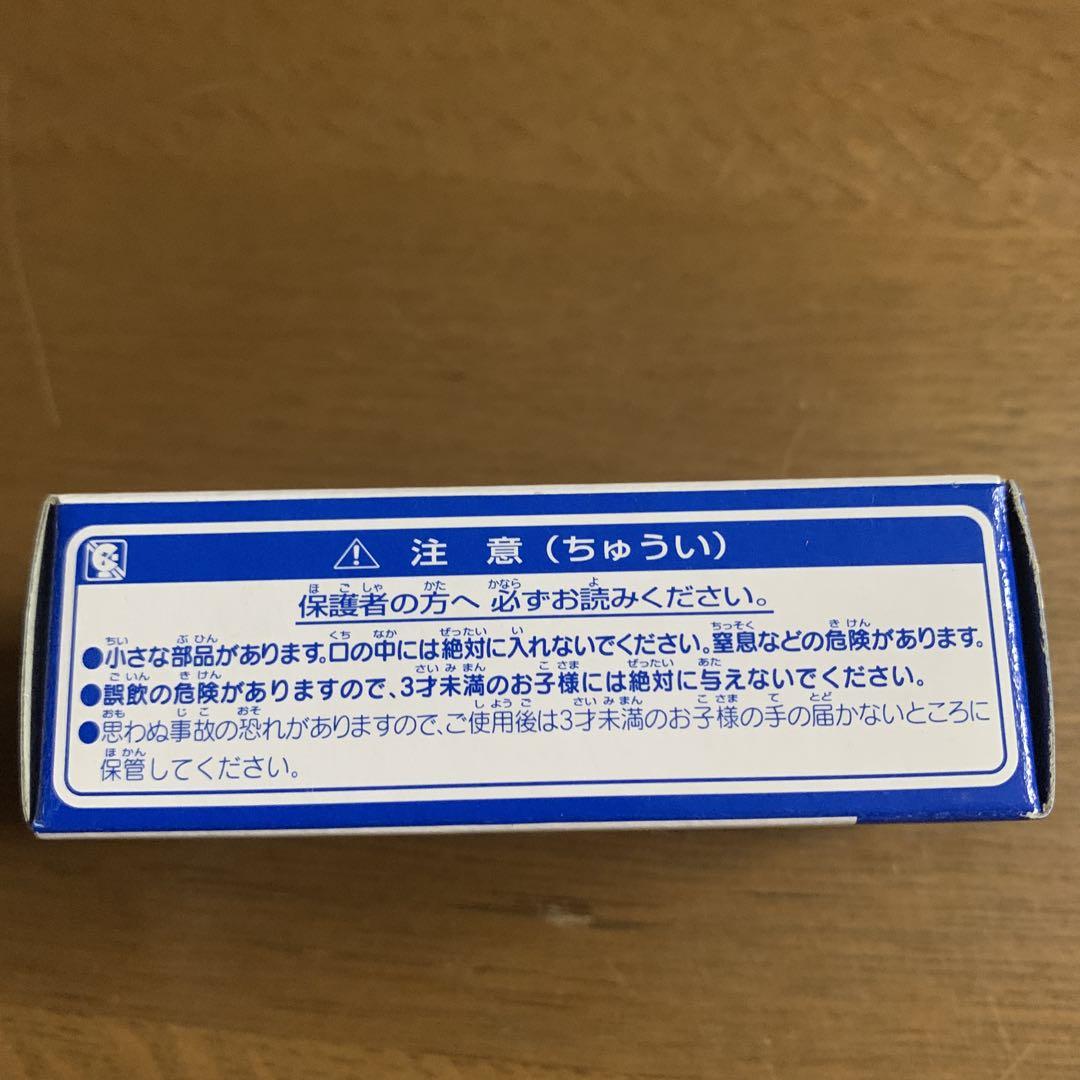 ⚠ 注意(ちゅうい)
保護者の方へ 必ずお読みください。
●小さな部品があります。口の中には絶対に入れないでください。窒息などの危険があります。
●誤飲の危険がありますので、3才未満のお子様には絶対に与えないでください。
●思わぬ事故の恐れがありますので、ご使用後は3才未満のお子様の手の届かないところに
保管してください。